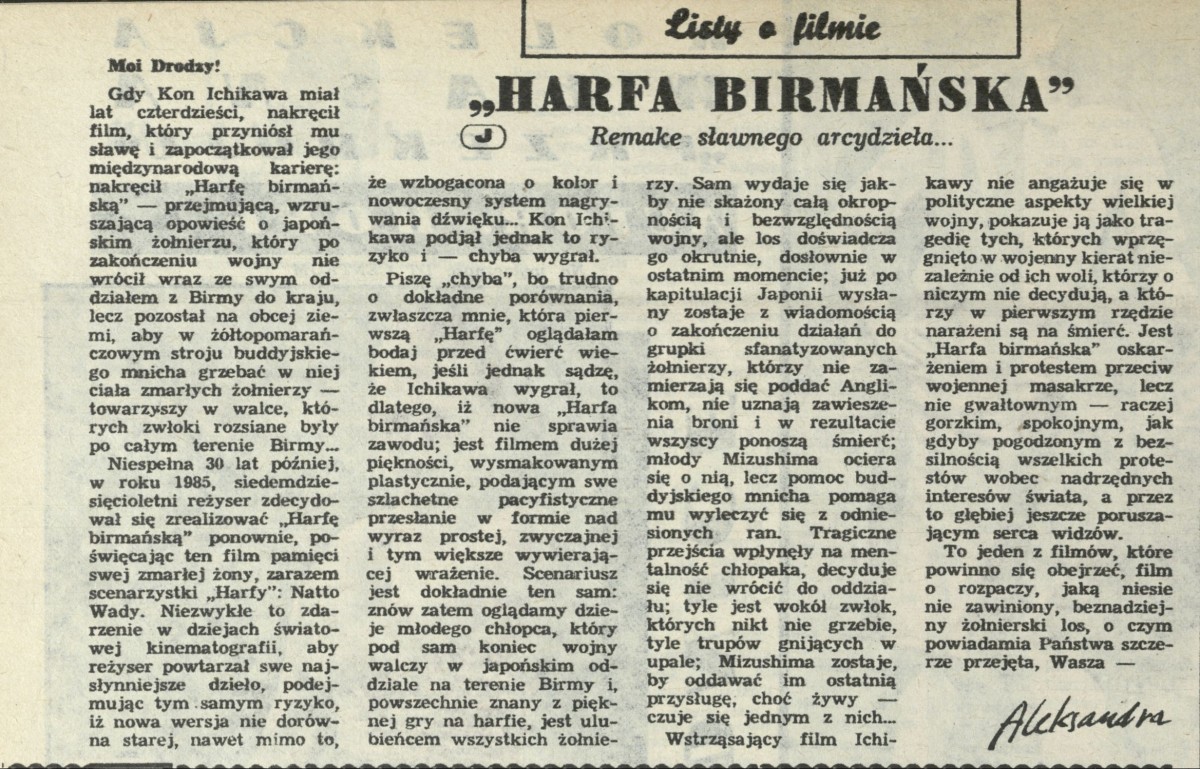 Listy o filmie
„HARFA BIRMAŃSKA”
J
Remake sławnego arcydzieła...
Moi Drodzy!
Gdy Kon Ichikawa miał
lat czterdzieści, nakręcił
film, który przyniósł mu
sławę i zapoczątkował jego
międzynarodową karierę:
nakręcił „Harfę birmań-
ską” — przejmującą, wzru-
szającą opowieść o japoń-
skim żołnierzu, który po
zakończeniu wojny nie
wrócił wraz ze swym od-
działem z Birmy do kraju,
lecz pozostał na obcej zie-
mi, aby w żółtopomarań-
czowym stroju buddyjskie-
go mnicha grzebać w niej
ciała zmarłych żołnierzy —
towarzyszy w walce, któ-
rych zwłoki rozsiane były
po całym terenie Birmy...
Niespełna 30 lat później,
w roku 1985, siedemdzie-
sięcioletni reżyser zdecydo-
wał się zrealizować „Harfę
birmańską” ponownie, po-
święcając ten film pamięci
swej zmarłej żony, zarazem
scenarzystki „Harfy”: Natto
Wady. Niezwykłe to zda-
rzenie w dziejach świato-
wej kinematografii, aby
reżyser powtarzał swe naj-
słynniejsze dzieło, podej-
mując tym samym ryzyko,
iż nowa wersja nie dorów-
na starej, nawet mimo to,
że wzbogacona o kolor i
nowoczesny system nagry-
wania dźwięku... Kon Ichi-
kawa podjął jednak to ry-
zyko i — chyba wygrał.
Piszę „chyba”, bo trudno
o dokładne porównania,
zwłaszcza mnie, która pier-
wszą „Harfę” oglądałam
bodaj przed ćwierć wie-
kiem, jeśli jednak sądzę,
że Ichikawa wygrał, to
dlatego, iż nowa „Harfa
birmańska” nie sprawia
zawodu; jest filmem dużej
piękności, wysmakowanym
plastycznie, podającym swe
szlachetne pacyfistyczne
przesłanie w formie nad
wyraz prostej, zwyczajnej
i tym większe wywierają-
cej wrażenie. Scenariusz
jest dokładnie ten sam:
znów zatem oglądamy dzie-
je młodego chłopca, który
pod sam koniec wojny
walczy w japońskim od-
dziale na terenie Birmy i,
powszechnie znany z pięk-
nej gry na harfie, jest ulu-
bieńcem wszystkich żołnie-
rzy. Sam wydaje się jak-
by nie skażony całą okrop-
nością i bezwzględnością
wojny, ale los doświadcza
go okrutnie, dosłownie w
ostatnim momencie; już po
kapitulacji Japonii wysła-
ny zostaje z wiadomością
o zakończeniu działań do
grupki sfanatyzowanych
żołnierzy, którzy nie za-
mierzają się poddać Angli-
kom, nie uznają zawiesze-
nia broni i w rezultacie
wszyscy ponoszą śmierć;
młody Mizushima ociera
się o nią, lecz pomoc bud-
dyjskiego mnicha pomaga
mu wyleczyć się z odnie-
sionych ran. Tragiczne
przejścia wpłynęły na men-
talność chłopaka, decyduje
się nie wrócić do oddzia-
łu; tyle jest wokół zwłok,
których nikt nie grzebie,
tyle trupów gnijących w
upale; Mizushima zostaje,
by oddawać im ostatnią
przysługę, choć żywy —
czuje się jednym z nich...
Wstrząsający film Ichi-
kawy nie angażuje się w
polityczne aspekty wielkiej
wojny, pokazuje ją jako tra-
gedię tych, których wprzę-
gnięto w wojenny kierat nie-
zależnie od ich woli, którzy o
niczym nie decydują, a któ-
rzy w pierwszym rzędzie
narażeni są na śmierć. Jest
„Harfa birmańska” oskar-
żeniem i protestem przeciw
wojennej masakrze, lecz
nie gwałtownym — raczej
gorzkim, spokojnym, jak
gdyby pogodzonym z bez-
silnością wszelkich prote-
stów wobec nadrzędnych
interesów świata, a przez
to głębiej jeszcze porusza-
jącym serca widzów.
To jeden z filmów, które
powinno się obejrzeć, film
o rozpaczy, jaką niesie
nie zawiniony, beznadziej-
ny żołnierski los, o czym
powiadamia Państwa szcze-
rze przejęta, Wasza —
Aleksandra